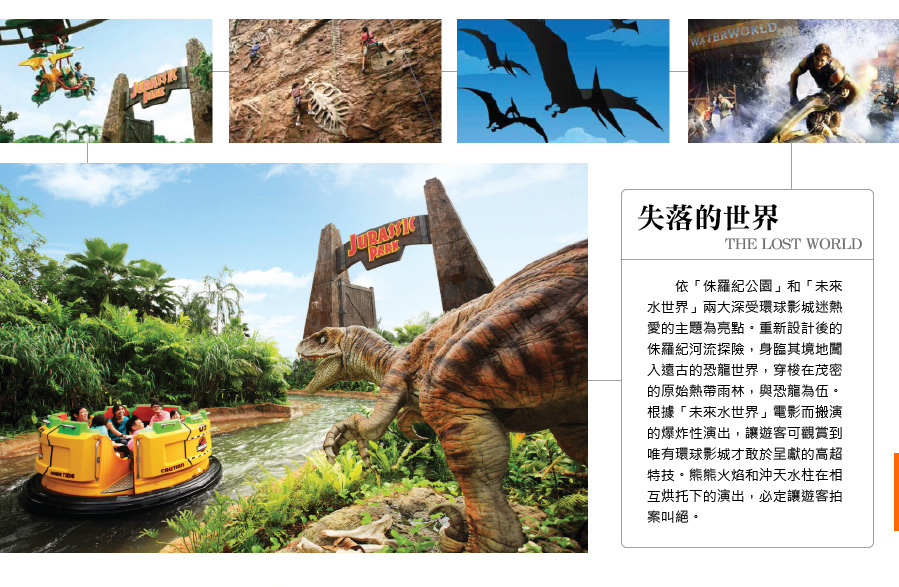 JURASSIC
PARK
WATERWORLD
JURASSIC
PARK
CAUTION
失落的世界
THE LOST WORLD
依「侏羅紀公園」和「未來
水世界」兩大深受環球影城迷熱
愛的主題為亮點。重新設計後的
侏羅紀河流探險，身臨其境地闖
入遠古的恐龍世界，穿梭在茂密
的原始熱帶雨林，與恐龍為伍。
根據「未來水世界」電影而搬演
的爆炸性演出，讓遊客可觀賞到
唯有環球影城才敢於呈獻的高超
特技。熊熊火焰和沖天水柱在相
互烘托下的演出，必定讓遊客拍
案叫絕。